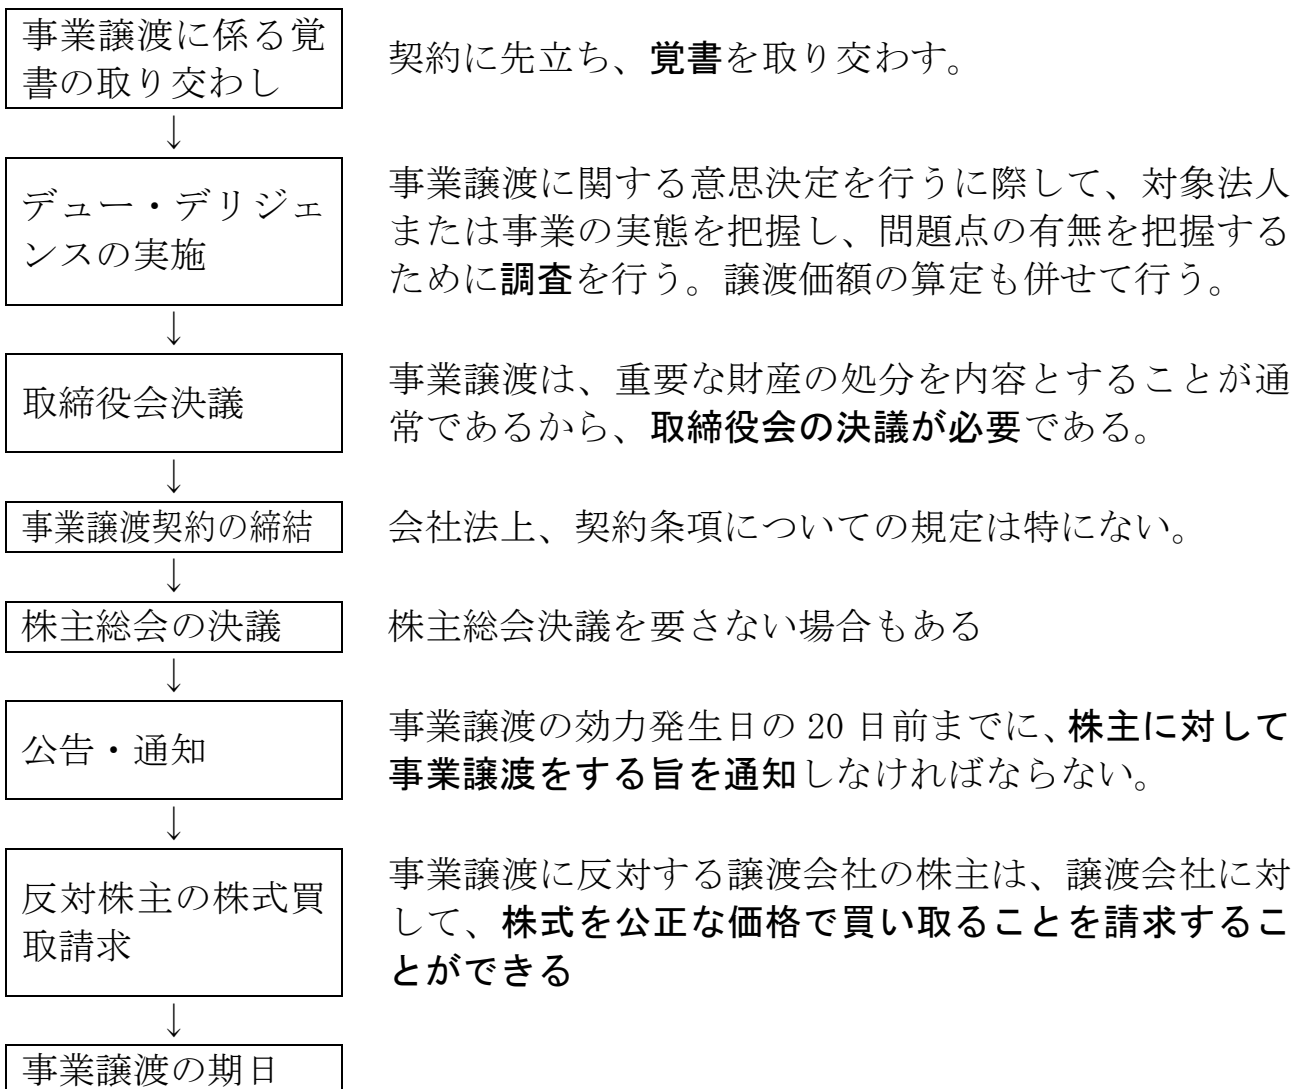 事業譲渡に係る覚
書の取り交わし
契約に先立ち、覚書を取り交わす。
↓
デュー・デリジェ
ンスの実施
事業譲渡に関する意思決定を行うに際して、対象法人
または事業の実態を把握し、問題点の有無を把握する
ために調査を行う。譲渡価額の算定も併せて行う。
↓
取締役会決議
事業譲渡は、重要な財産の処分を内容とすることが通
常であるから、取締役会の決議が必要である。
↓
事業譲渡契約の締結
会社法上、契約条項についての規定は特にない。
↓
株主総会の決議
株主総会決議を要さない場合もある
↓
公告・通知
事業譲渡の効力発生日の 20 日前までに、株主に対して
事業譲渡をする旨を通知しなければならない。
↓
反対株主の株式買
取請求
事業譲渡に反対する譲渡会社の株主は、譲渡会社に対
して、株式を公正な価格で買い取ることを請求するこ
とができる
↓
事業譲渡の期日